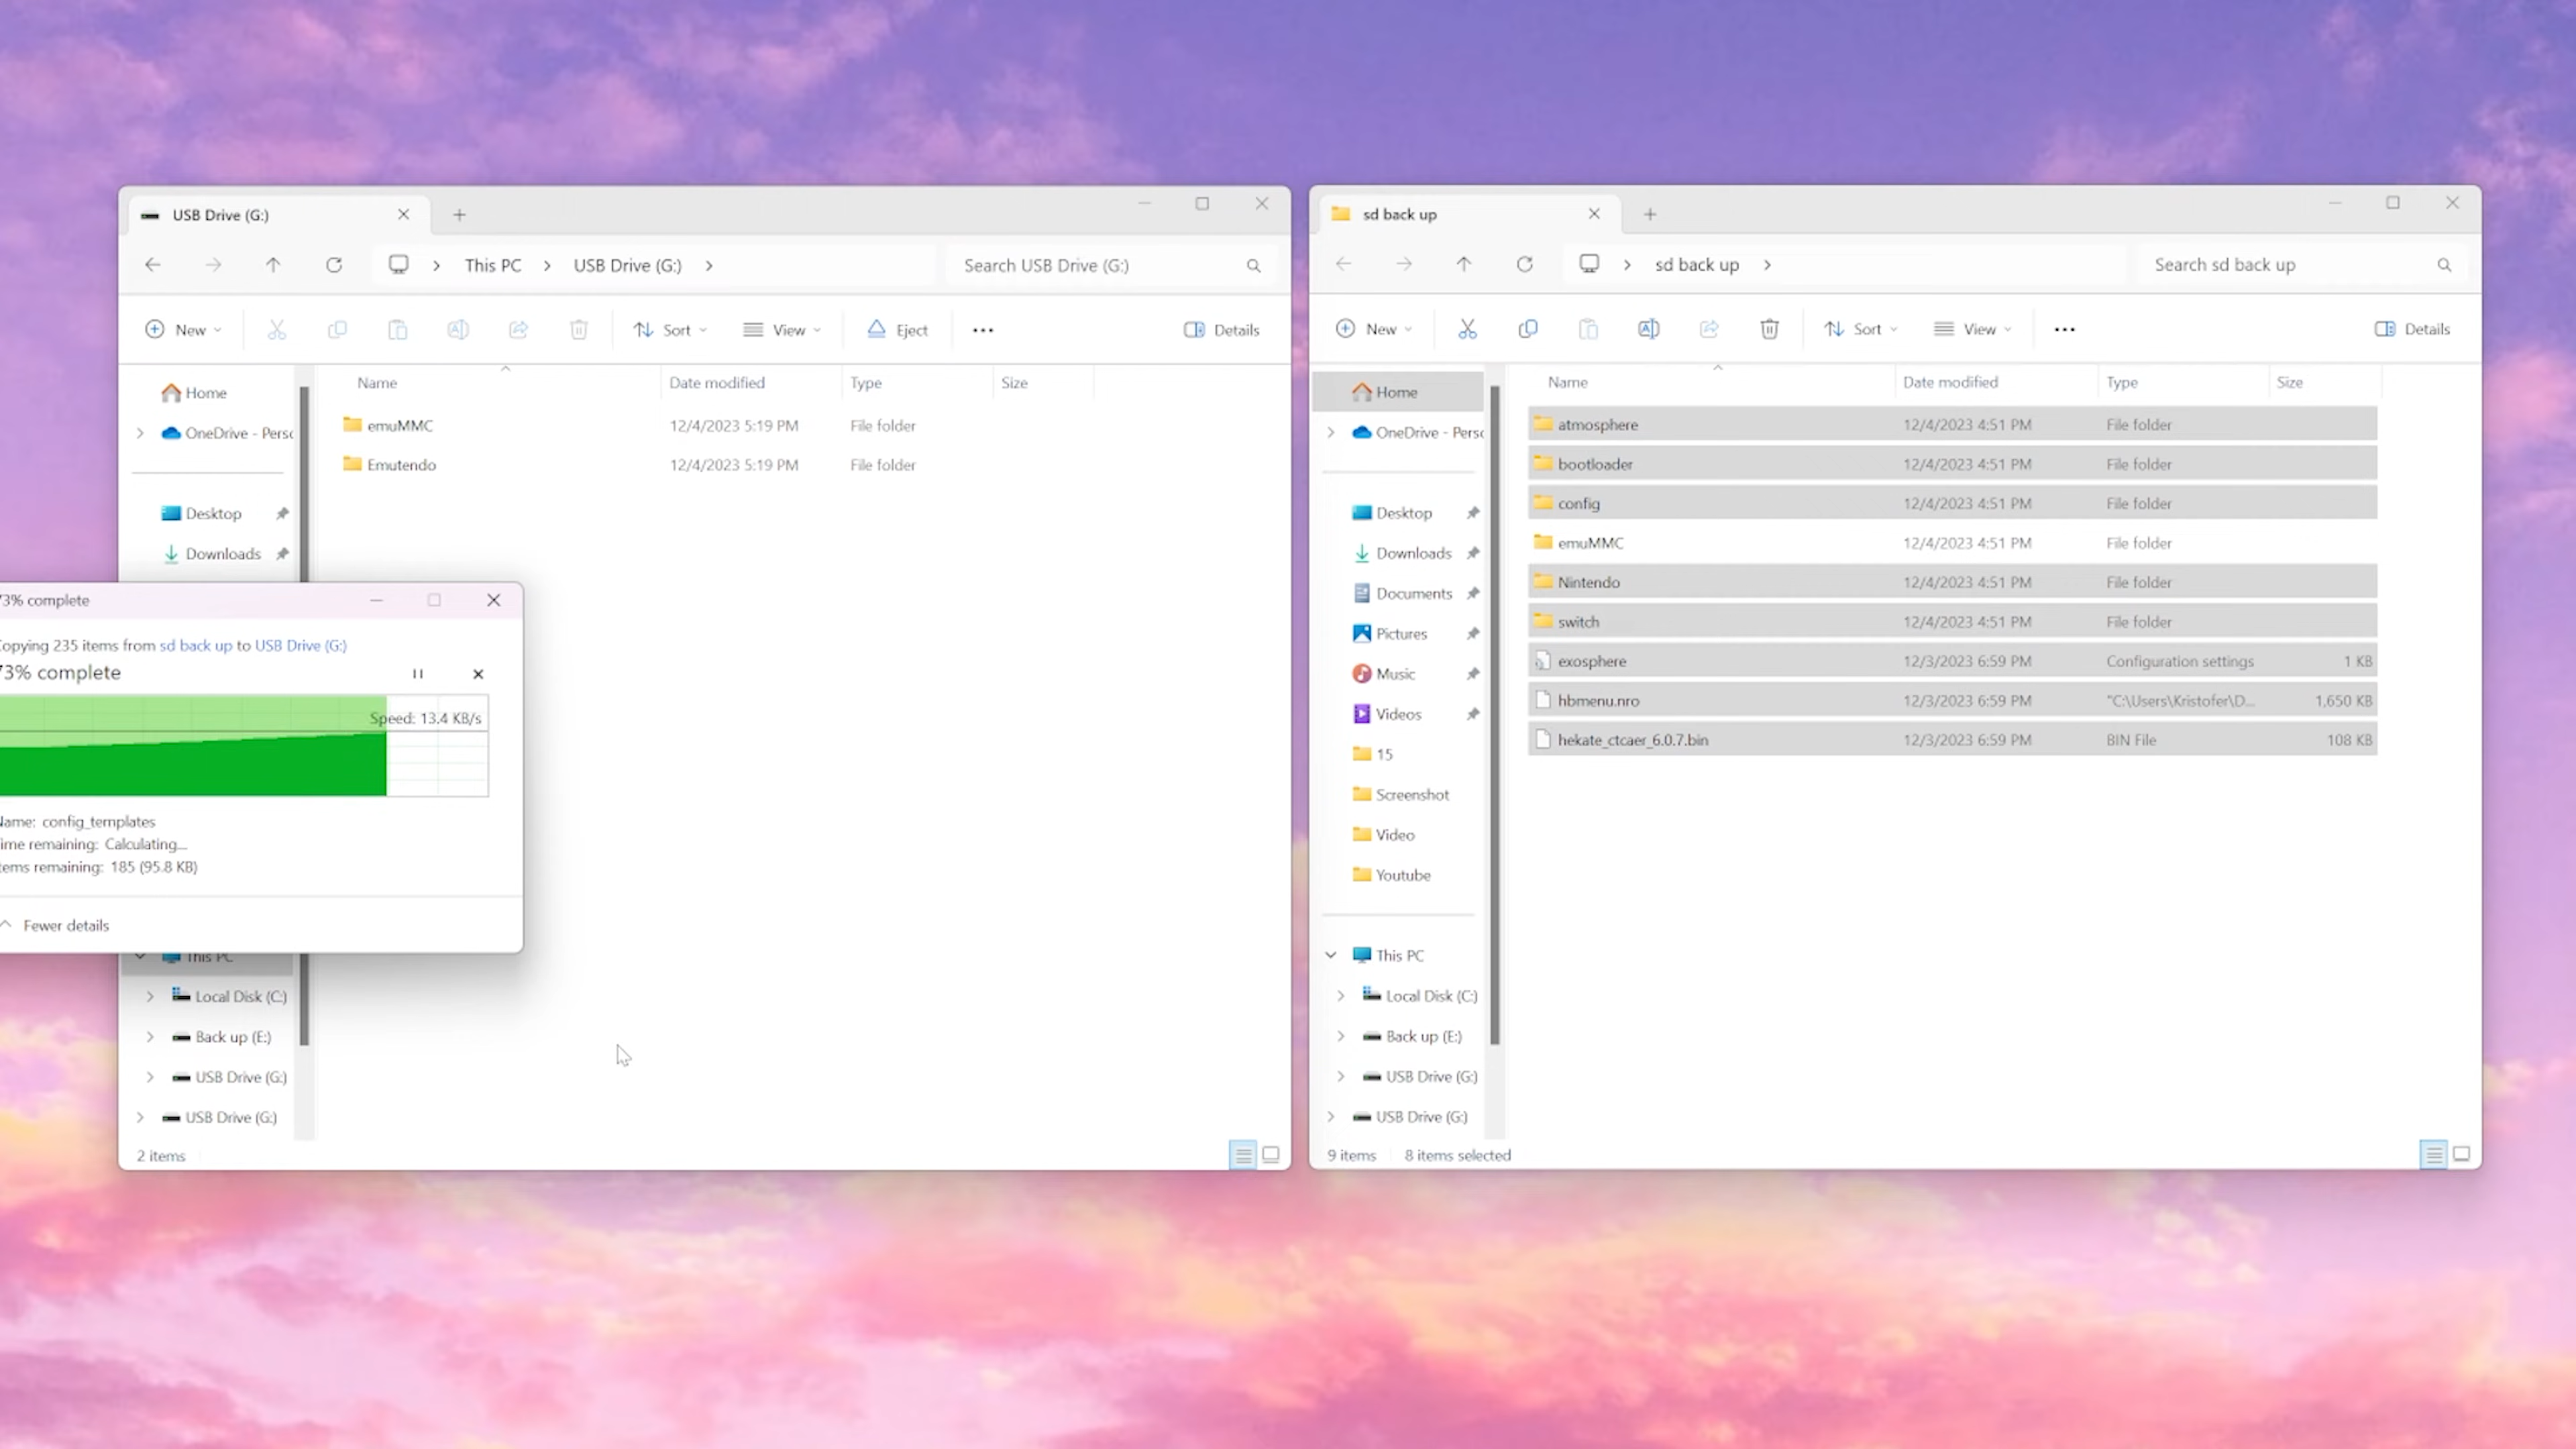 USB Drive (G:)
This PC
USB Drive (G:)
Search USB Drive (G:)
New
Sort
View
Eject
Details
Name
Date modified
Type
Size
Home
OneDrive - Perso
Desktop
Downloads
emuMMC 12/4/2023 5:19 PM File folder
Emutendo 12/4/2023 5:19 PM File folder
73% complete
Copying 235 items from sd back up to USB Drive (G:)
73% complete
Speed: 13.4 KB/s
Name: config_templates
Time remaining: Calculating...
Items remaining: 185 (95.8 KB)
Fewer details
This PC
Local Disk (C:)
Back up (E:)
USB Drive (G:)
USB Drive (G:)
2 items
sd back up
sd back up
Search sd back up
New
Sort
View
Details
Name
Date modified
Type
Size
Home
OneDrive - Perso
Desktop
Downloads
Documents
Pictures
Music
Videos
15
Screenshot
Video
Youtube
This PC
Local Disk (C:)
Back up (E:)
USB Drive (G:)
USB Drive (G:)
atmosphere 12/4/2023 4:51 PM File folder
bootloader 12/4/2023 4:51 PM File folder
config 12/4/2023 4:51 PM File folder
emuMMC 12/4/2023 4:51 PM File folder
Nintendo 12/4/2023 4:51 PM File folder
switch 12/4/2023 4:51 PM File folder
exosphere 12/3/2023 6:59 PM Configuration settings 1 KB
hbmenu.nro 12/3/2023 6:59 PM "C:\Users\Kristofer\D... 1,650 KB
hekate_ctcaer_6.0.7.bin 12/3/2023 6:59 PM BIN File 108 KB
9 items
8 items selected